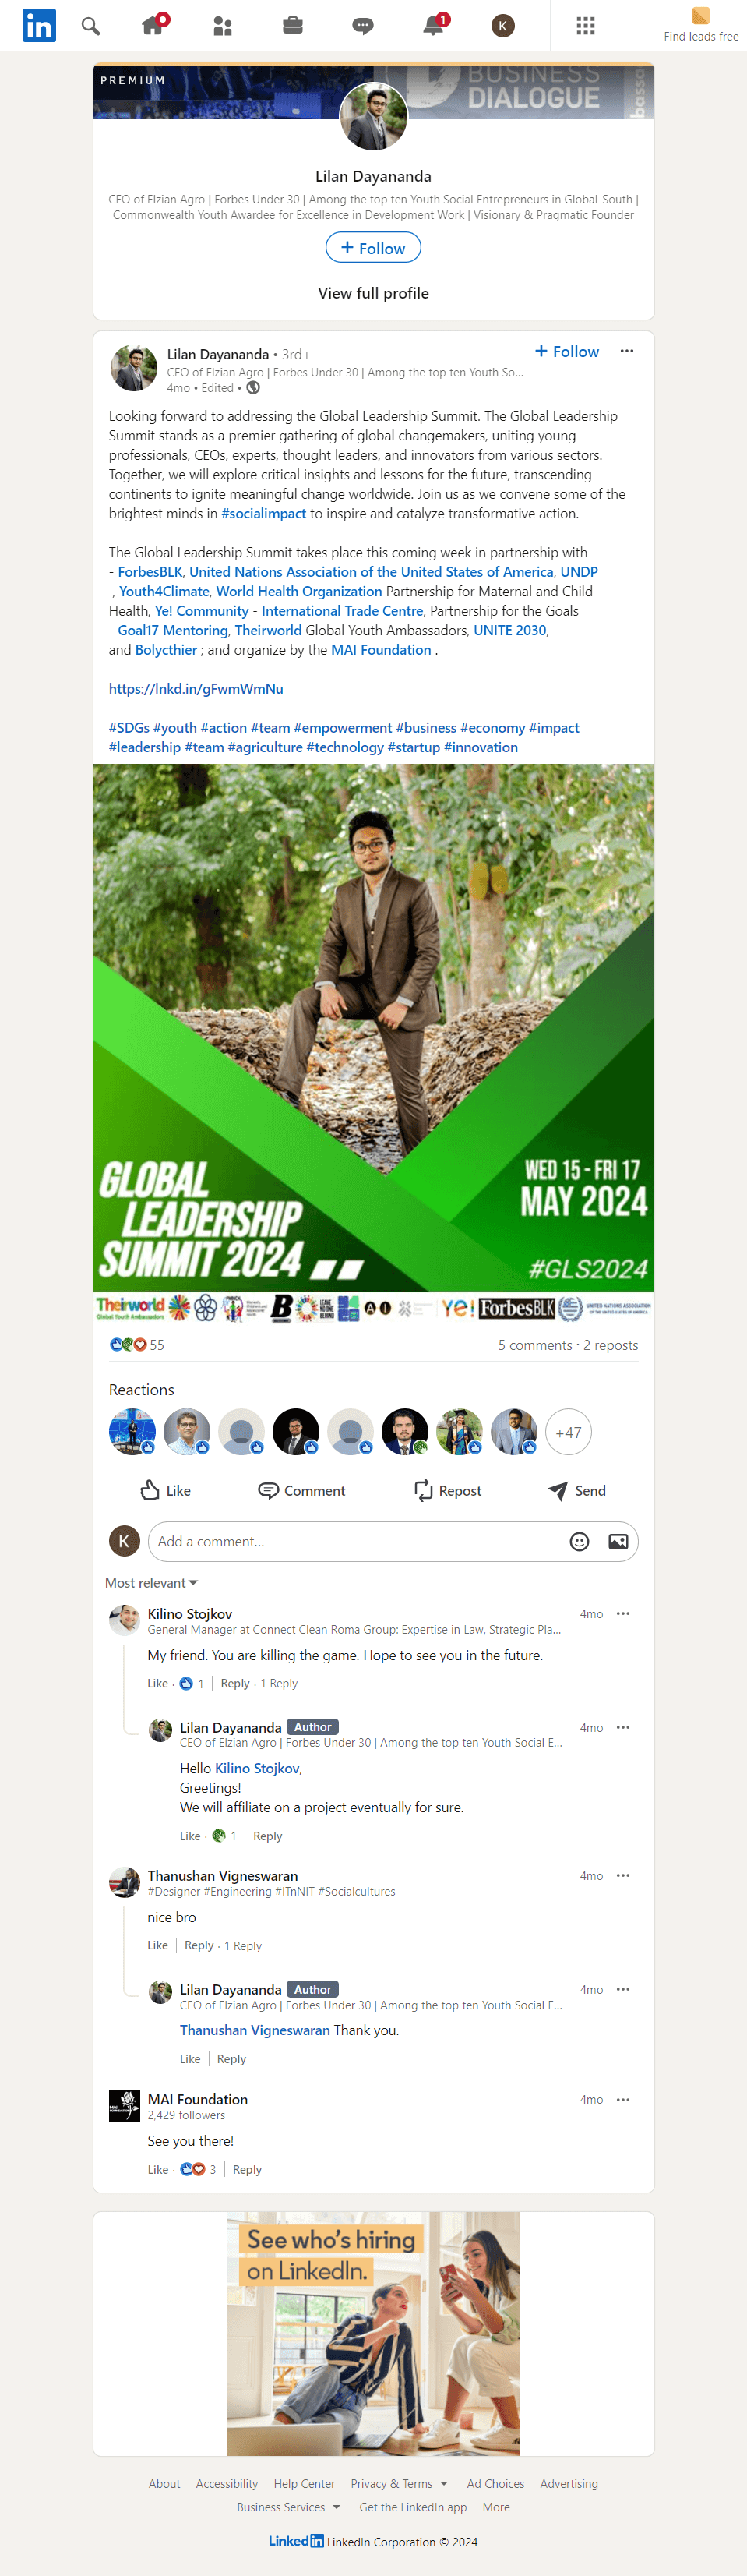 in
1
K
Find leads free
PREMIUM
BUSINESS
DIALOGUE
basso
Lilan Dayananda
CEO of Elzian Agro | Forbes Under 30 | Among the top ten Youth Social Entrepreneurs in Global-South |
Commonwealth Youth Awardee for Excellence in Development Work | Visionary & Pragmatic Founder
+ Follow
View full profile
Lilan Dayananda • 3rd+
+ Follow
CEO of Elzian Agro | Forbes Under 30 | Among the top ten Youth So...
4mo • Edited •
Looking forward to addressing the Global Leadership Summit. The Global Leadership
Summit stands as a premier gathering of global changemakers, uniting young
professionals, CEOs, experts, thought leaders, and innovators from various sectors.
Together, we will explore critical insights and lessons for the future, transcending
continents to ignite meaningful change worldwide. Join us as we convene some of the
brightest minds in #socialimpact to inspire and catalyze transformative action.
The Global Leadership Summit takes place this coming week in partnership with
- ForbesBLK, United Nations Association of the United States of America, UNDP
, Youth4Climate, World Health Organization Partnership for Maternal and Child
Health, Ye! Community - International Trade Centre, Partnership for the Goals
- Goal17 Mentoring, Theirworld Global Youth Ambassadors, UNITE 2030,
and Bolycthier ; and organize by the MAI Foundation .
https://lnkd.in/gFwmWmNu
#SDGs #youth #action #team #empowerment #business #economy #impact
#leadership #team #agriculture #technology #startup #innovation
GLOBAL
LEADERSHIP
SUMMIT 2024
WED 15 - FRI 17
MAY 2024
#GLS2024
Theirworld
Global Youth Ambassadors
B
LEAVE NO ONE BEHIND
AI
ye!
ForbesBLK
UNITED NATIONS ASSOCIATION
OF THE UNITED STATES OF AMERICA
55
5 comments · 2 reposts
Reactions
+47
Like
Comment
Repost
Send
K
Add a comment...
Most relevant
Kilino Stojkov
4mo
General Manager at Connect Clean Roma Group: Expertise in Law, Strategic Pla...
My friend. You are killing the game. Hope to see you in the future.
Like · 1 | Reply · 1 Reply
Lilan Dayananda Author
4mo
CEO of Elzian Agro | Forbes Under 30 | Among the top ten Youth Social E...
Hello Kilino Stojkov,
Greetings!
We will affiliate on a project eventually for sure.
Like · 1 | Reply
Thanushan Vigneswaran
4mo
#Designer #Engineering #ITnNIT #Socialcultures
nice bro
Like | Reply · 1 Reply
Lilan Dayananda Author
4mo
CEO of Elzian Agro | Forbes Under 30 | Among the top ten Youth Social E...
Thanushan Vigneswaran Thank you.
Like | Reply
MAI Foundation
4mo
2,429 followers
See you there!
Like · 3 | Reply
See who's hiring
on LinkedIn.
About Accessibility Help Center Privacy & Terms Ad Choices Advertising
Business Services Get the LinkedIn app More
LinkedIn LinkedIn Corporation © 2024